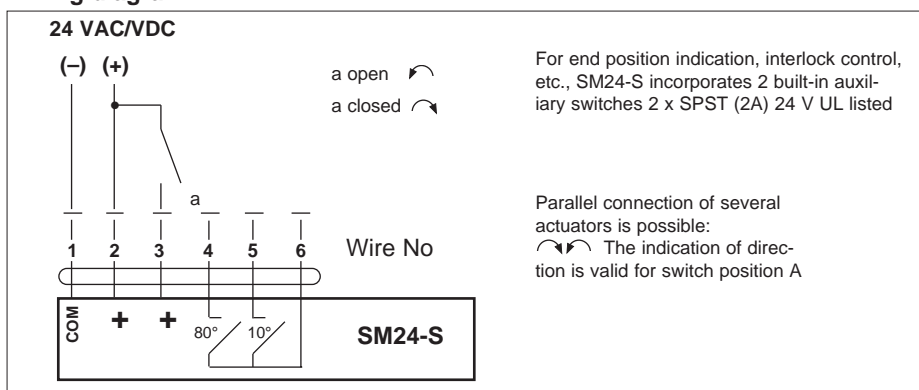 24 VAC/VDC
(–) (+)
a open
a closed
For end position indication, interlock control,
etc., SM24-S incorporates 2 built-in auxil-
iary switches 2 x SPST (2A) 24 V UL listed
a
Parallel connection of several
actuators is possible:
The indication of direc-
tion is valid for switch position A
1 2 3 4 5 6 Wire No
COM + + 80° 10° SM24-S